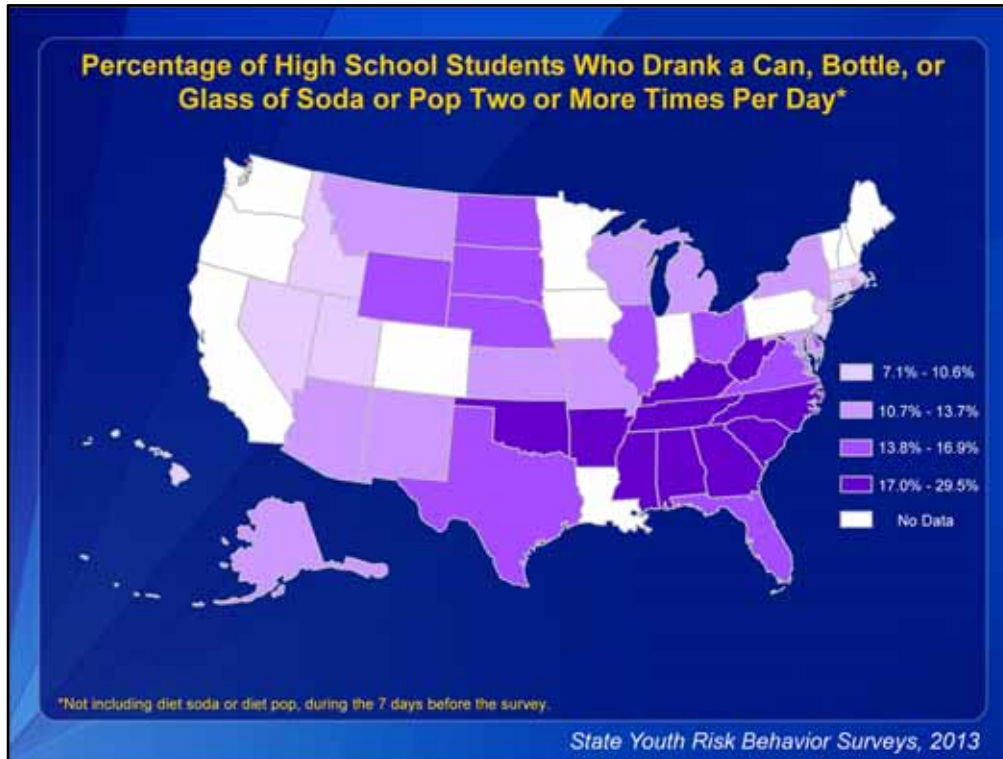 Percentage of High School Students Who Drank a Can, Bottle, or
Glass of Soda or Pop Two or More Times Per Day*
7.1% - 10.6%
10.7% - 13.7%
13.8% - 16.9%
17.0% - 29.5%
No Data
*Not including diet soda or diet pop, during the 7 days before the survey.
State Youth Risk Behavior Surveys, 2013